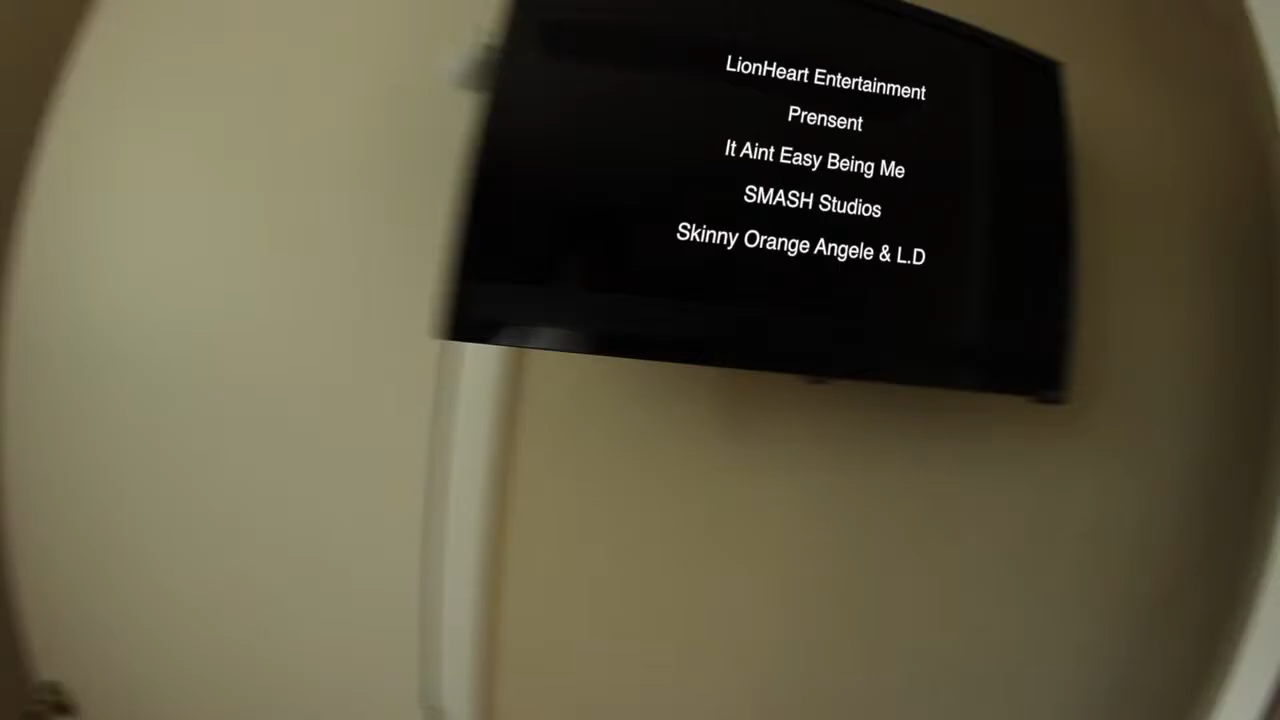 LionHeart Entertainment
Prensent
It Aint Easy Being Me
SMASH Studios
Skinny Orange Angele & L.D